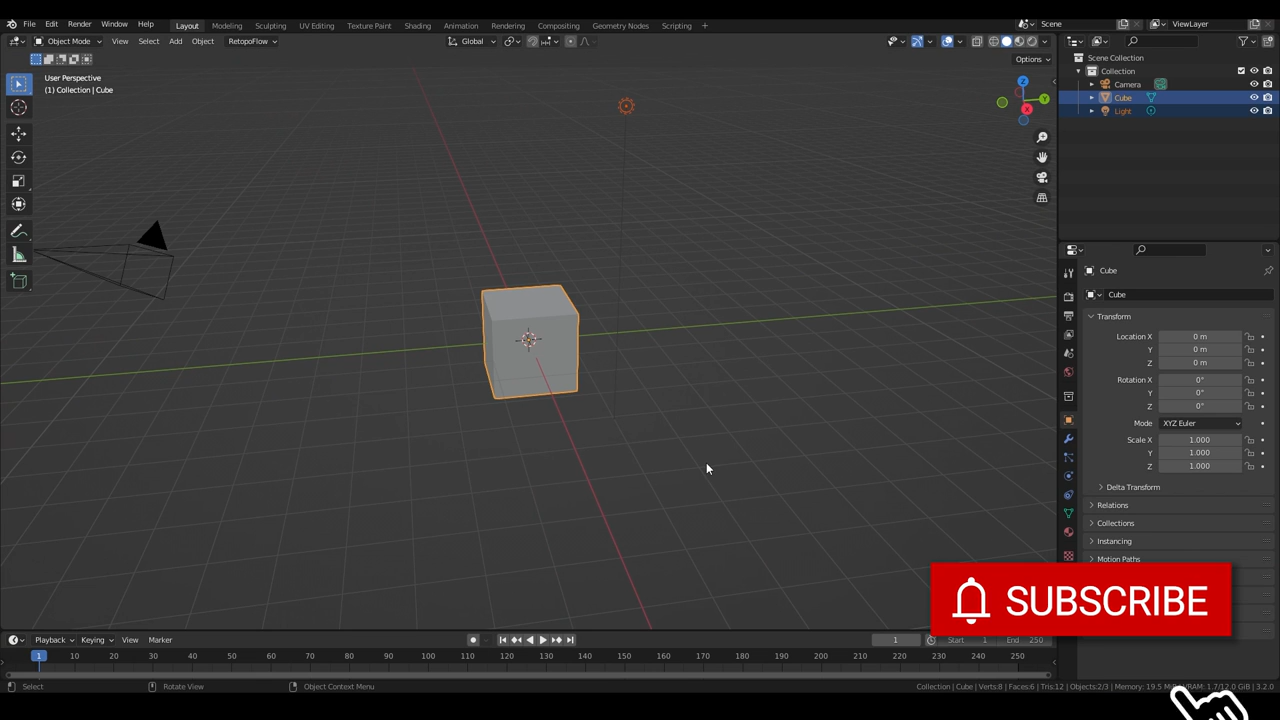 File Edit Render Window Help Layout Modeling Sculpting UV Editing Texture Paint Shading Animation Rendering Compositing Geometry Nodes Scripting + Scene ViewLayer
Object Mode View Select Add Object RetopoFlow Global
Options
User Perspective
(1) Collection | Cube
Scene Collection
Collection
Camera
Cube
Light
Z
Y
X
Cube
Cube
Transform
Location X 0 m
Y 0 m
Z 0 m
Rotation X 0°
Y 0°
Z 0°
Mode XYZ Euler
Scale X 1.000
Y 1.000
Z 1.000
Delta Transform
Relations
Collections
Instancing
Motion Paths
SUBSCRIBE
Playback Keying View Marker 1 Start 1 End 250
1 10 20 30 40 50 60 70 80 90 100 110 120 130 140 150 160 170 180 190 200 210 220 230 240 250
Select Rotate View Object Context Menu Collection | Cube | Verts:8 | Faces:6 | Tris:12 | Objects:2/3 | Memory: 19.5 VRAM: 1.7/12.0 GiB | 3.2.0